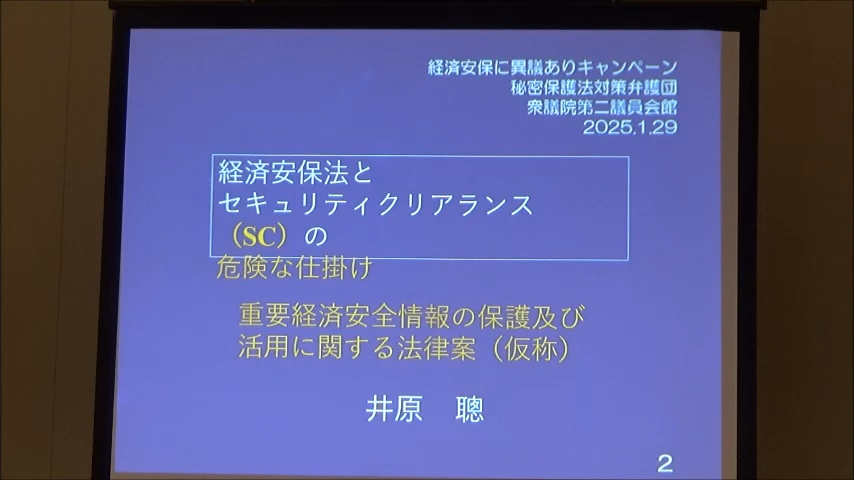 経済安保に異議ありキャンペーン
秘密保護法対策弁護団
衆議院第二議員会館
2025.1.29
経済安保法と
セキュリティクリアランス
（SC）の
危険な仕掛け
重要経済安全情報の保護及び
活用に関する法律案（仮称）
井原　聰
2